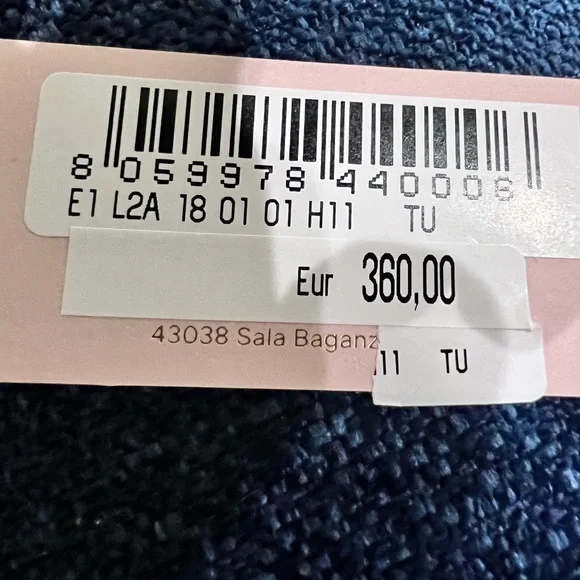 8 059978 440006
E1 L2A 18 01 01 H11 TU
Eur 360,00
43038 Sala Baganz
11 TU